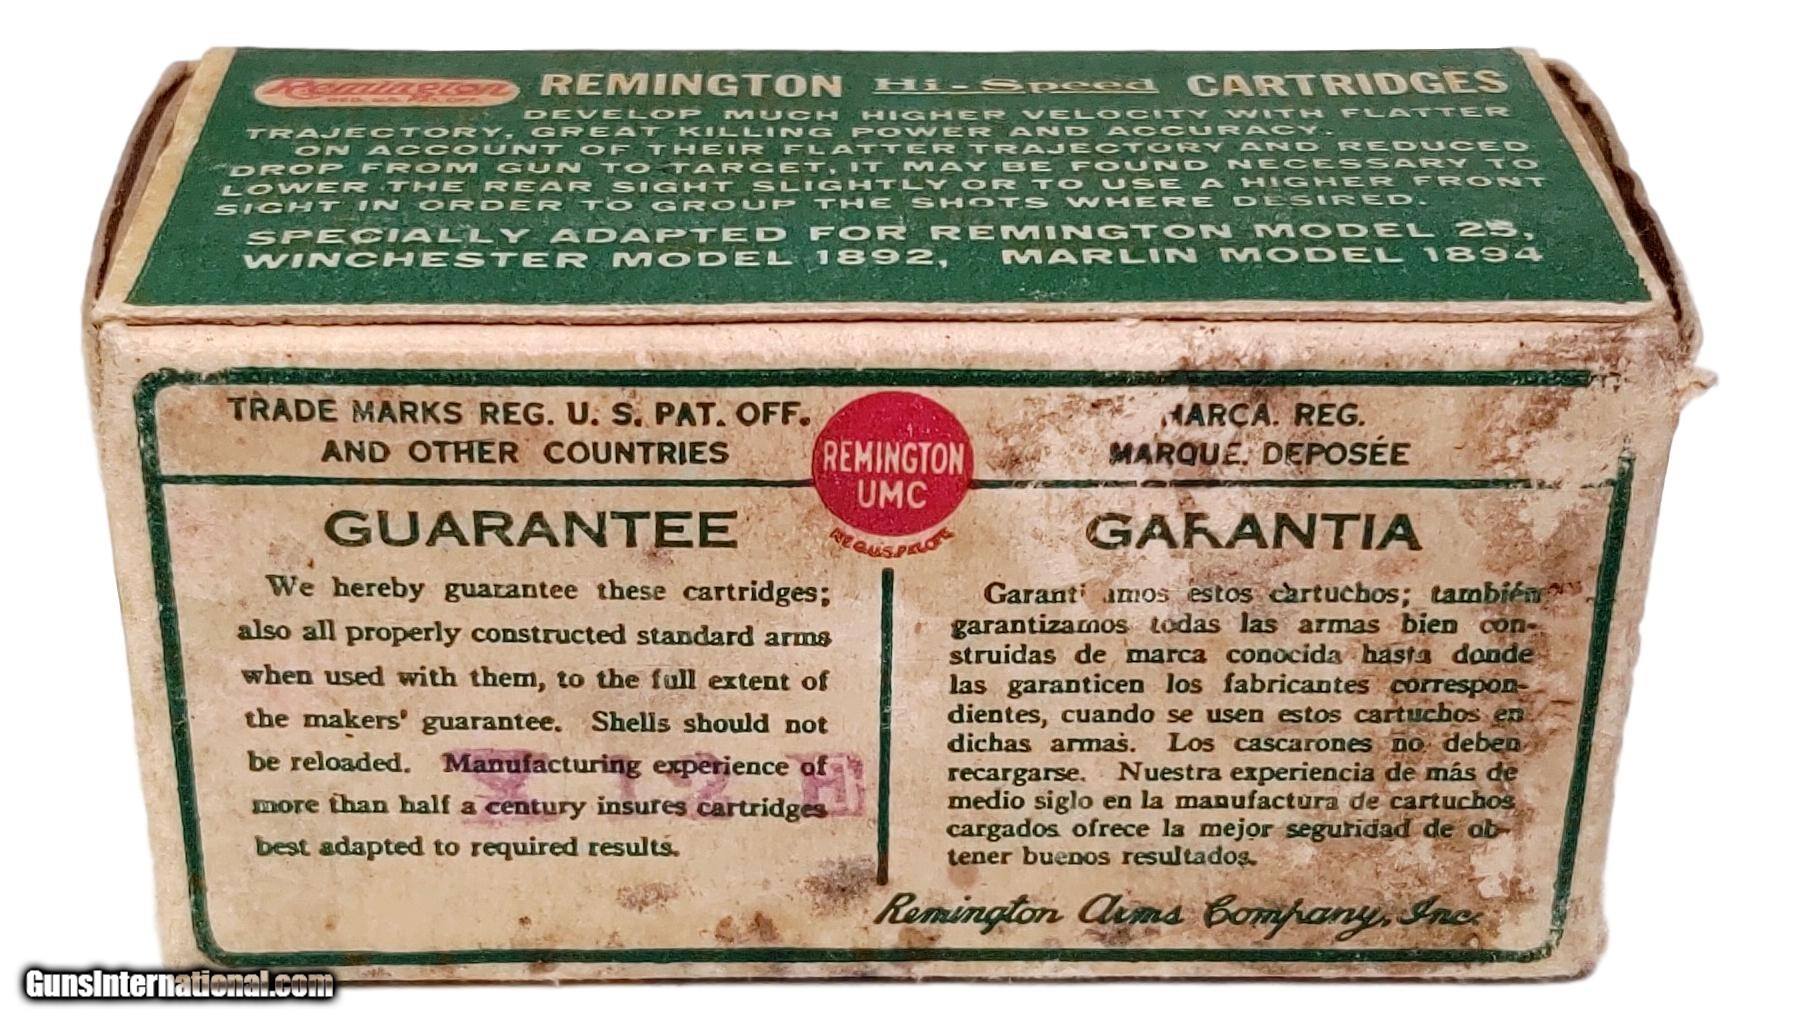 Remington
REG. U.S. PAT. OFF.
REMINGTON Hi-Speed CARTRIDGES
DEVELOP MUCH HIGHER VELOCITY WITH FLATTER
TRAJECTORY, GREAT KILLING POWER AND ACCURACY.
ON ACCOUNT OF THEIR FLATTER TRAJECTORY AND REDUCED
DROP FROM GUN TO TARGET, IT MAY BE FOUND NECESSARY TO
LOWER THE REAR SIGHT SLIGHTLY OR TO USE A HIGHER FRONT
SIGHT IN ORDER TO GROUP THE SHOTS WHERE DESIRED.
SPECIALLY ADAPTED FOR REMINGTON MODEL 25,
WINCHESTER MODEL 1892, MARLIN MODEL 1894
TRADE MARKS REG. U. S. PAT. OFF.
AND OTHER COUNTRIES
REMINGTON
UMC
REG.U.S.PAT.OFF.
MARCA. REG.
MARQUE. DEPOSÉE
GUARANTEE
We hereby guarantee these cartridges;
also all properly constructed standard arms
when used with them, to the full extent of
the makers' guarantee. Shells should not
be reloaded. Manufacturing experience of
more than half a century insures cartridges
best adapted to required results.
GARANTIA
Garantizamos estos cartuchos; también
garantizamos todas las armas bien con-
struidas de marca conocida hasta donde
las garanticen los fabricantes correspon-
dientes, cuando se usen estos cartuchos en
dichas armas. Los cascarones no deben
recargarse. Nuestra experiencia de más de
medio siglo en la manufactura de cartuchos
cargados ofrece la mejor seguridad de ob-
tener buenos resultados.
Remington Arms Company, Inc.
GunsInternational.com